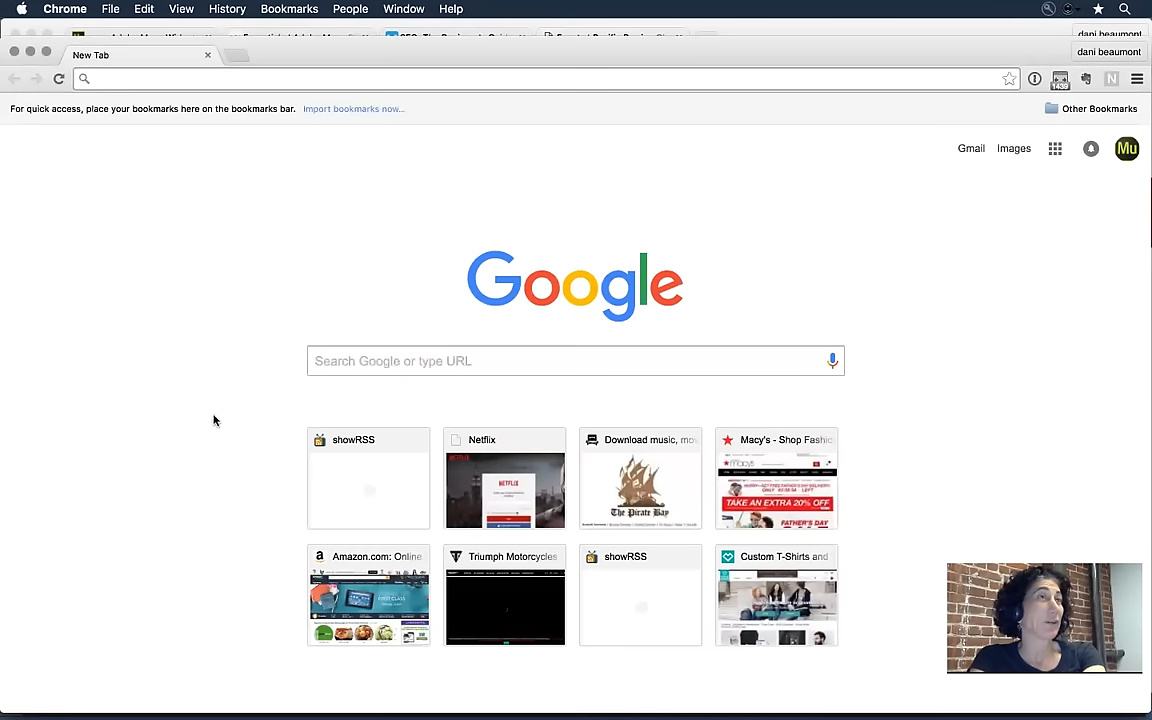 Chrome File Edit View History Bookmarks People Window Help
dani beaumont
New Tab
dani beaumont
1439
For quick access, place your bookmarks here on the bookmarks bar. Import bookmarks now...
Other Bookmarks
Gmail Images
Mu
Google
Search Google or type URL
showRSS
Netflix
Download music, mo
Macy's - Shop Fashio
NETFLIX
The Pirate Bay
TAKE AN EXTRA 20% OFF
FATHER'S DAY
Amazon.com: Online
Triumph Motorcycles
showRSS
Custom T-Shirts and